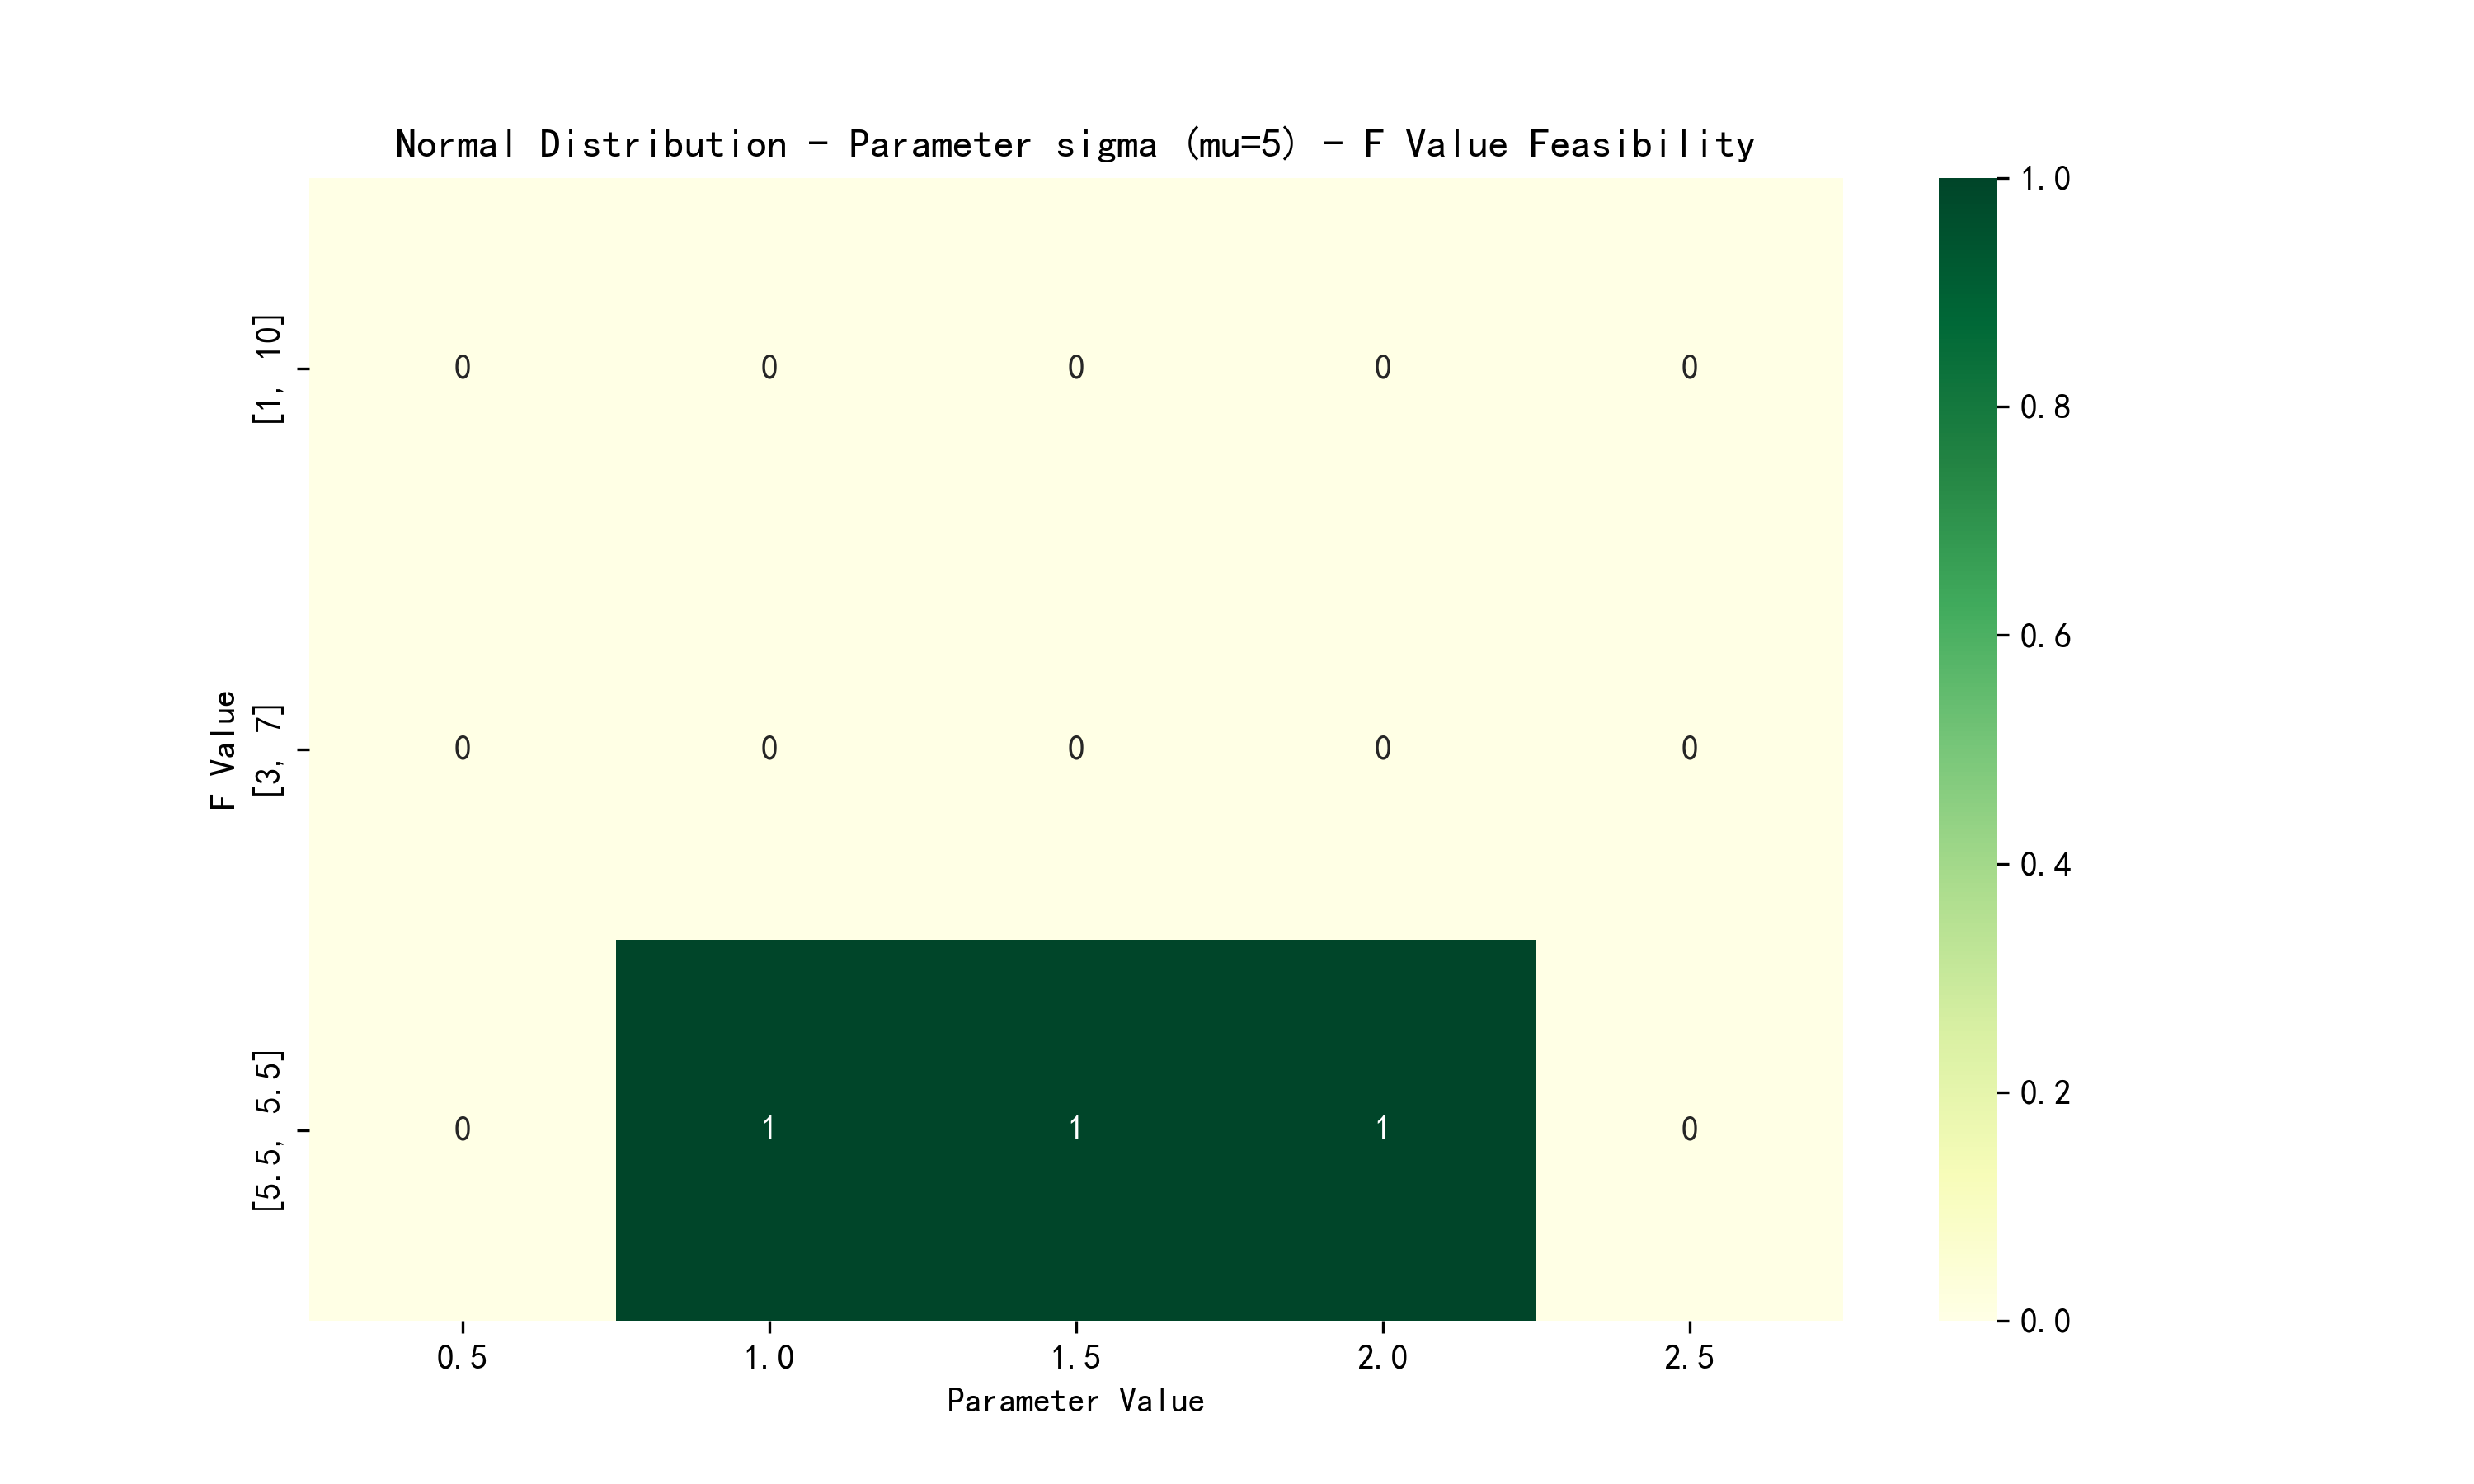 Normal Distribution - Parameter sigma (mu=5) - F Value Feasibility
F Value
[1, 10]
0 0 0 0 0
[3, 7]
0 0 0 0 0
[5.5, 5.5]
0 1 1 1 0
0.5 1.0 1.5 2.0 2.5
Parameter Value
1.0
0.8
0.6
0.4
0.2
0.0